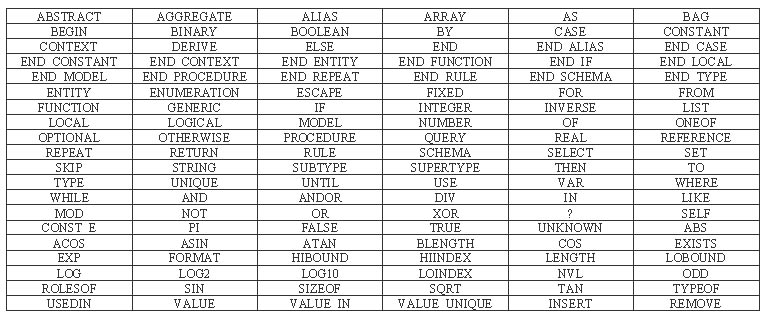 ABSTRACT AGGREGATE ALIAS ARRAY AS BAG
BEGIN BINARY BOOLEAN BY CASE CONSTANT
CONTEXT DERIVE ELSE END END ALIAS END CASE
END CONSTANT END CONTEXT END ENTITY END FUNCTION END IF END LOCAL
END MODEL END PROCEDURE END REPEAT END RULE END SCHEMA END TYPE
ENTITY ENUMERATION ESCAPE FIXED FOR FROM
FUNCTION GENERIC IF INTEGER INVERSE LIST
LOCAL LOGICAL MODEL NUMBER OF ONEOF
OPTIONAL OTHERWISE PROCEDURE QUERY REAL REFERENCE
REPEAT RETURN RULE SCHEMA SELECT SET
SKIP STRING SUBTYPE SUPERTYPE THEN TO
TYPE UNIQUE UNTIL USE VAR WHERE
WHILE AND ANDOR DIV IN LIKE
MOD NOT OR XOR ? SELF
CONST E PI FALSE TRUE UNKNOWN ABS
ACOS ASIN ATAN BLENGTH COS EXISTS
EXP FORMAT HIBOUND HIINDEX LENGTH LOBOUND
LOG LOG2 LOG10 LOINDEX NVL ODD
ROLESOF SIN SIZEOF SQRT TAN TYPEOF
USEDIN VALUE VALUE IN VALUE UNIQUE INSERT REMOVE